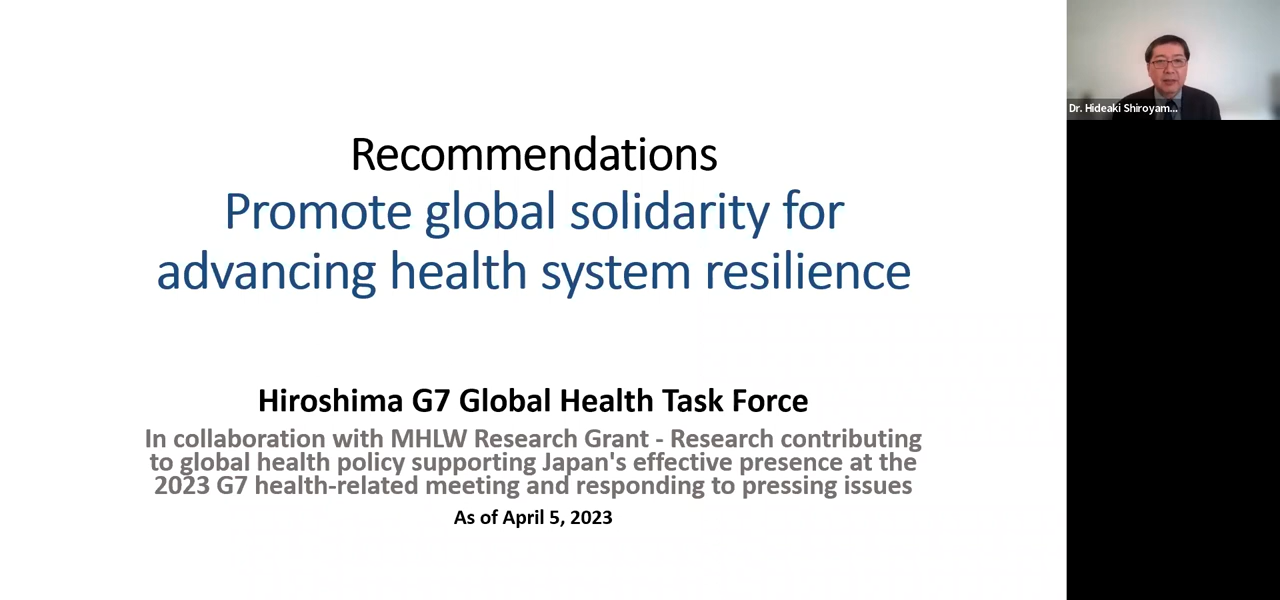 Recommendations
Promote global solidarity for
advancing health system resilience
Hiroshima G7 Global Health Task Force
In collaboration with MHLW Research Grant - Research contributing
to global health policy supporting Japan's effective presence at the
2023 G7 health-related meeting and responding to pressing issues
As of April 5, 2023
Dr. Hideaki Shiroyam...